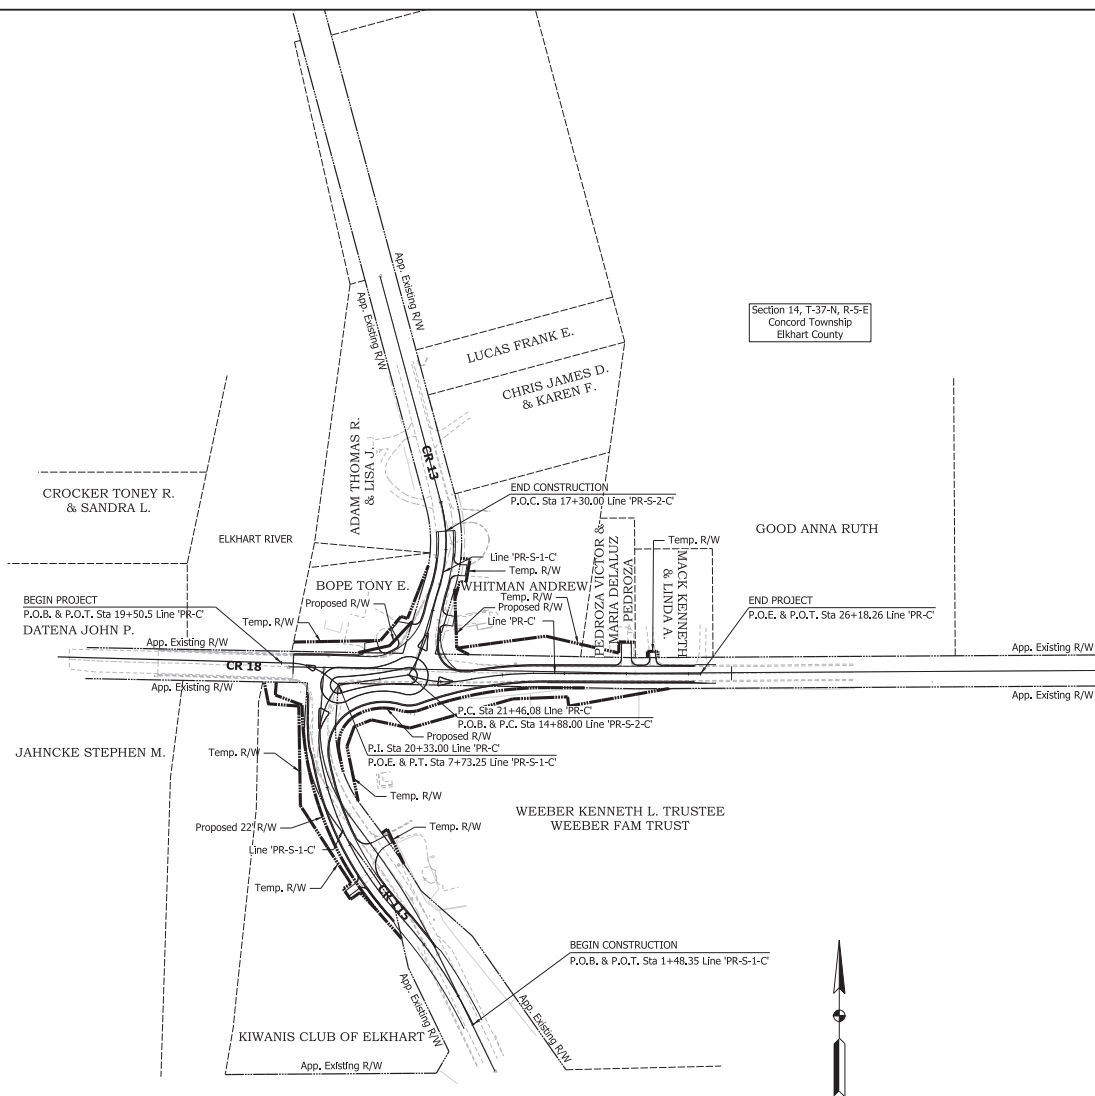 App. Existing R/W
App. Existing R/W
Section 14, T-37-N, R-5-E
Concord Township
Elkhart County
LUCAS FRANK E.
CHRIS JAMES D.
& KAREN F.
ADAM THOMAS R.
& LISA J.
CR 13
CROCKER TONEY R.
& SANDRA L.
END CONSTRUCTION
P.O.C. Sta 17+30.00 Line 'PR-S-2-C'
GOOD ANNA RUTH
ELKHART RIVER
Temp. R/W
Line 'PR-S-1-C'
Temp. R/W
PEDROZA VICTOR &
MARIA DELALUZ
PEDROZA
MACK KENNETH
& LINDA A.
BOPE TONY E.
WHITMAN ANDREW
BEGIN PROJECT
P.O.B. & P.O.T. Sta 19+50.5 Line 'PR-C'
Proposed R/W
Temp. R/W
Proposed R/W
END PROJECT
P.O.E. & P.O.T. Sta 26+18.26 Line 'PR-C'
Temp. R/W
Line 'PR-C'
DATENA JOHN P.
App. Existing R/W
App. Existing R/W
CR 18
App. Existing R/W
App. Existing R/W
P.C. Sta 21+46.08 Line 'PR-C'
P.O.B. & P.C. Sta 14+88.00 Line 'PR-S-2-C'
Proposed R/W
P.I. Sta 20+33.00 Line 'PR-C'
P.O.E. & P.T. Sta 7+73.25 Line 'PR-S-1-C'
JAHNCKE STEPHEN M.
Temp. R/W
Temp. R/W
WEEBER KENNETH L. TRUSTEE
WEEBER FAM TRUST
Proposed 22' R/W
Temp. R/W
Line 'PR-S-1-C'
Temp. R/W
CR 115
BEGIN CONSTRUCTION
P.O.B. & P.O.T. Sta 1+48.35 Line 'PR-S-1-C'
App. Existing R/W
App. Existing R/W
KIWANIS CLUB OF ELKHART
App. Existing R/W